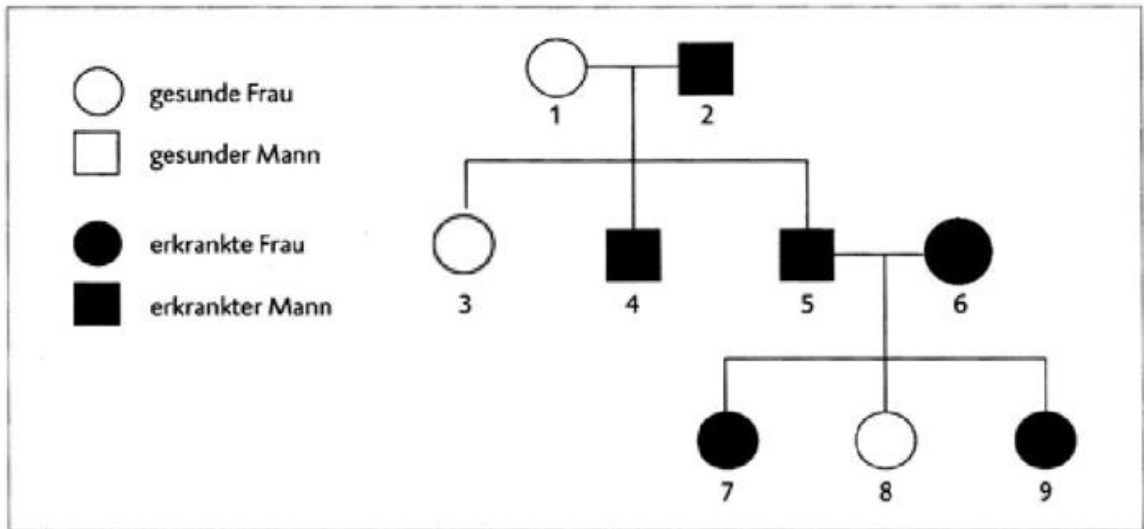 gesunde Frau
gesunder Mann
erkrankte Frau
erkrankter Mann
1 2
3 4 5 6
7 8 9